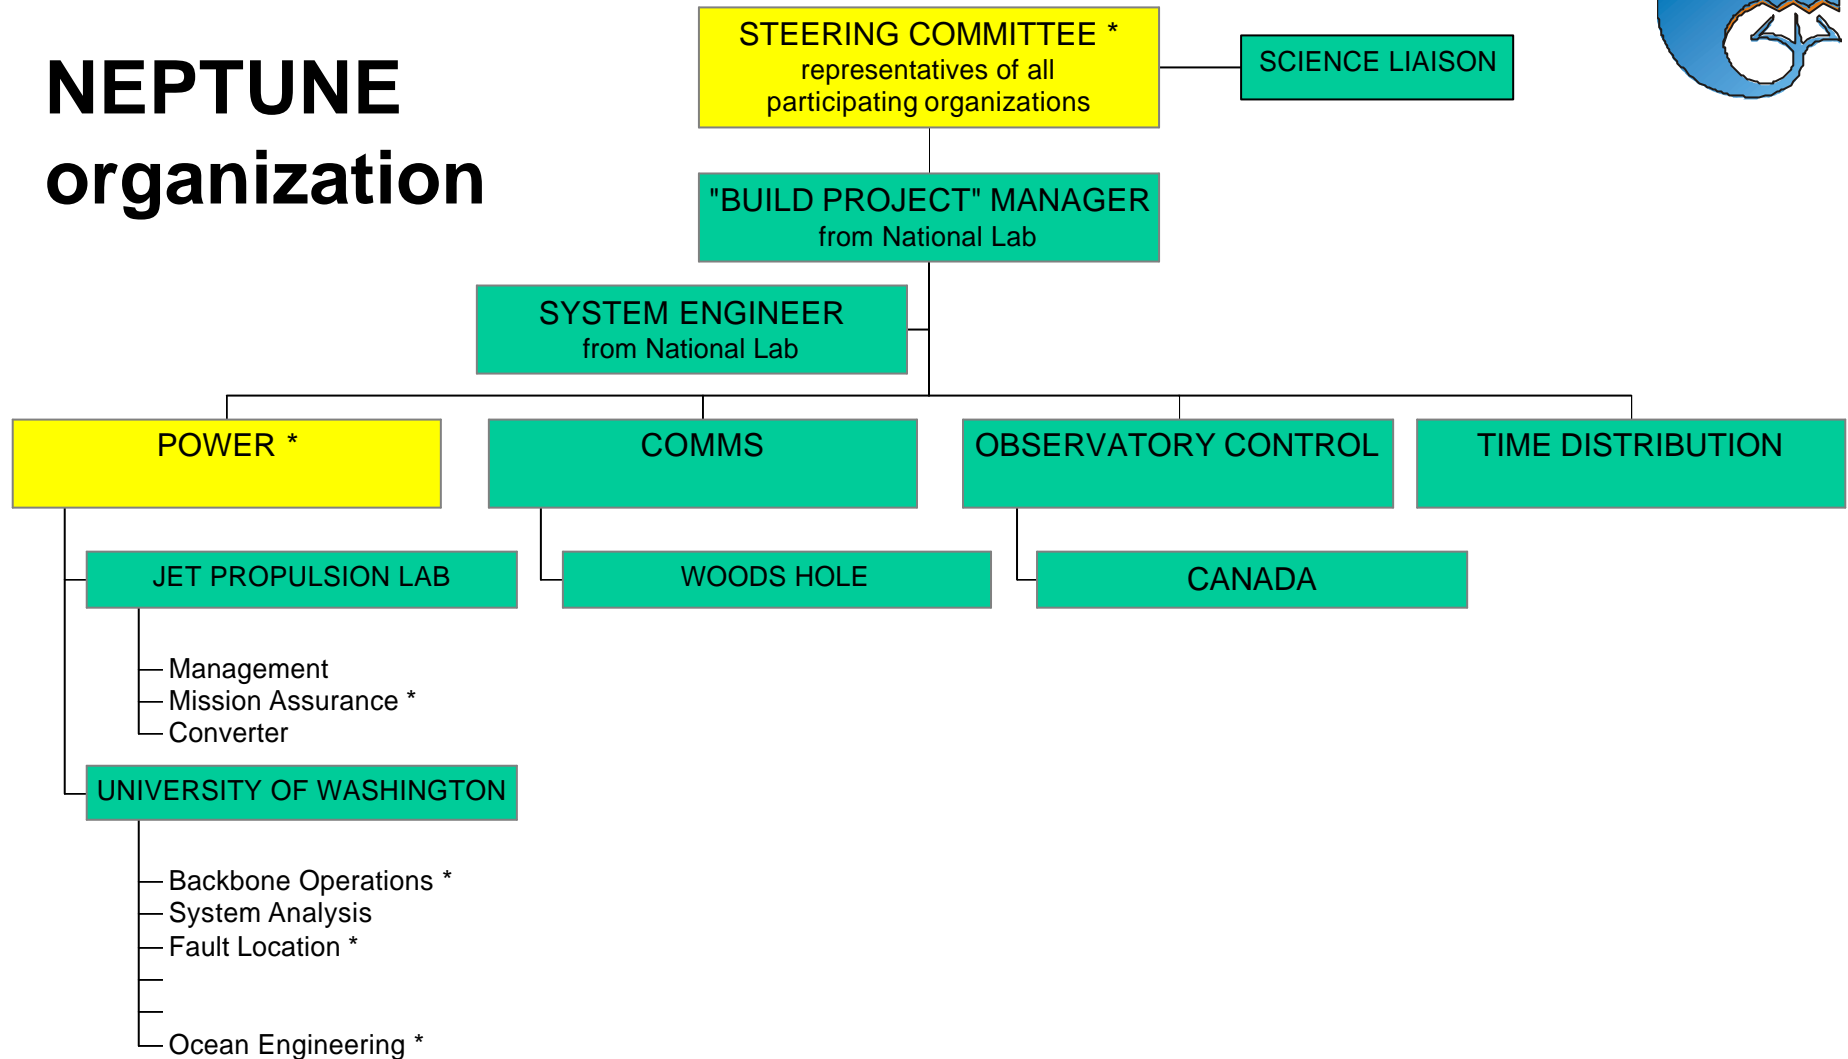 NEPTUNE
organization
STEERING COMMITTEE *
representatives of all
participating organizations
SCIENCE LIAISON
"BUILD PROJECT" MANAGER
from National Lab
SYSTEM ENGINEER
from National Lab
POWER *
COMMS
OBSERVATORY CONTROL
TIME DISTRIBUTION
JET PROPULSION LAB
WOODS HOLE
CANADA
Management
Mission Assurance *
Converter
UNIVERSITY OF WASHINGTON
Backbone Operations *
System Analysis
Fault Location *
Ocean Engineering *